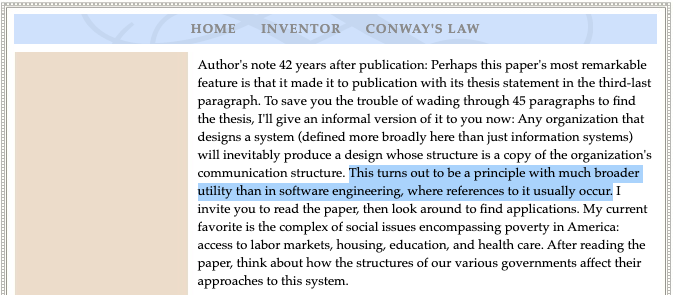 HOME INVENTOR CONWAY'S LAW
Author's note 42 years after publication: Perhaps this paper's most remarkable
feature is that it made it to publication with its thesis statement in the third-last
paragraph. To save you the trouble of wading through 45 paragraphs to find
the thesis, I'll give an informal version of it to you now: Any organization that
designs a system (defined more broadly here than just information systems)
will inevitably produce a design whose structure is a copy of the organization's
communication structure. This turns out to be a principle with much broader
utility than in software engineering, where references to it usually occur. I
invite you to read the paper, then look around to find applications. My current
favorite is the complex of social issues encompassing poverty in America:
access to labor markets, housing, education, and health care. After reading the
paper, think about how the structures of our various governments affect their
approaches to this system.